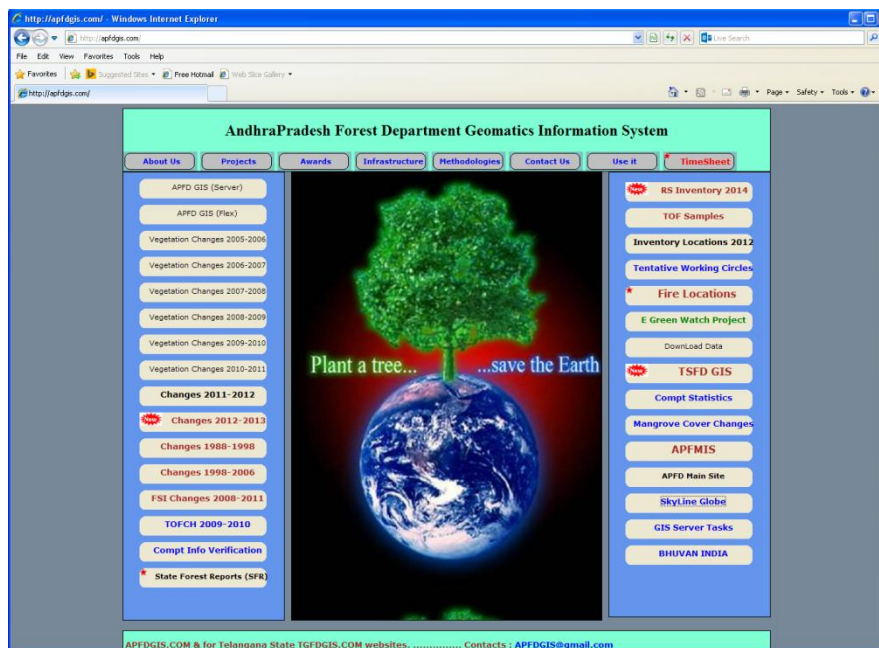 http://apfdgis.com/ - Windows Internet Explorer
http://apfdgis.com/
Live Search
File Edit View Favorites Tools Help
Favorites Suggested Sites Free Hotmail Web Slice Gallery
http://apfdgis.com/
Page Safety Tools
AndhraPradesh Forest Department Geomatics Information System
About Us Projects Awards Infrastructure Methodologies Contact Us Use it * TimeSheet
APFD GIS (Server)
APFD GIS (Flex)
Vegetation Changes 2005-2006
Vegetation Changes 2006-2007
Vegetation Changes 2007-2008
Vegetation Changes 2008-2009
Vegetation Changes 2009-2010
Vegetation Changes 2010-2011
Changes 2011-2012
New Changes 2012-2013
Changes 1988-1998
Changes 1998-2006
FSI Changes 2008-2011
TOFCH 2009-2010
Compt Info Verification
* State Forest Reports (SFR)
Plant a tree... ...save the Earth
New RS Inventory 2014
TOF Samples
Inventory Locations 2012
Tentative Working Circles
* Fire Locations
E Green Watch Project
DownLoad Data
New TSFD GIS
Compt Statistics
Mangrove Cover Changes
APFMIS
APFD Main Site
SkyLine Globe
GIS Server Tasks
BHUVAN INDIA
APFDGIS.COM & for Telangana State TGFDGIS.COM websites. ............... Contacts : APFDGIS@gmail.com